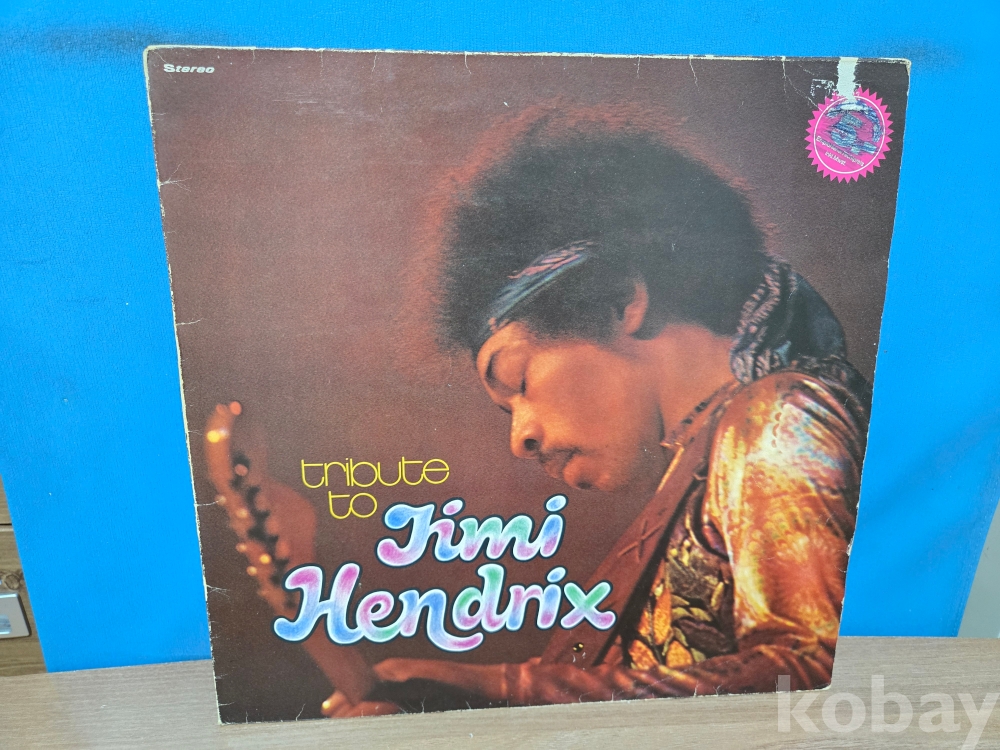 Stereo
tribute
to
Jimi
Hendrix
kobay